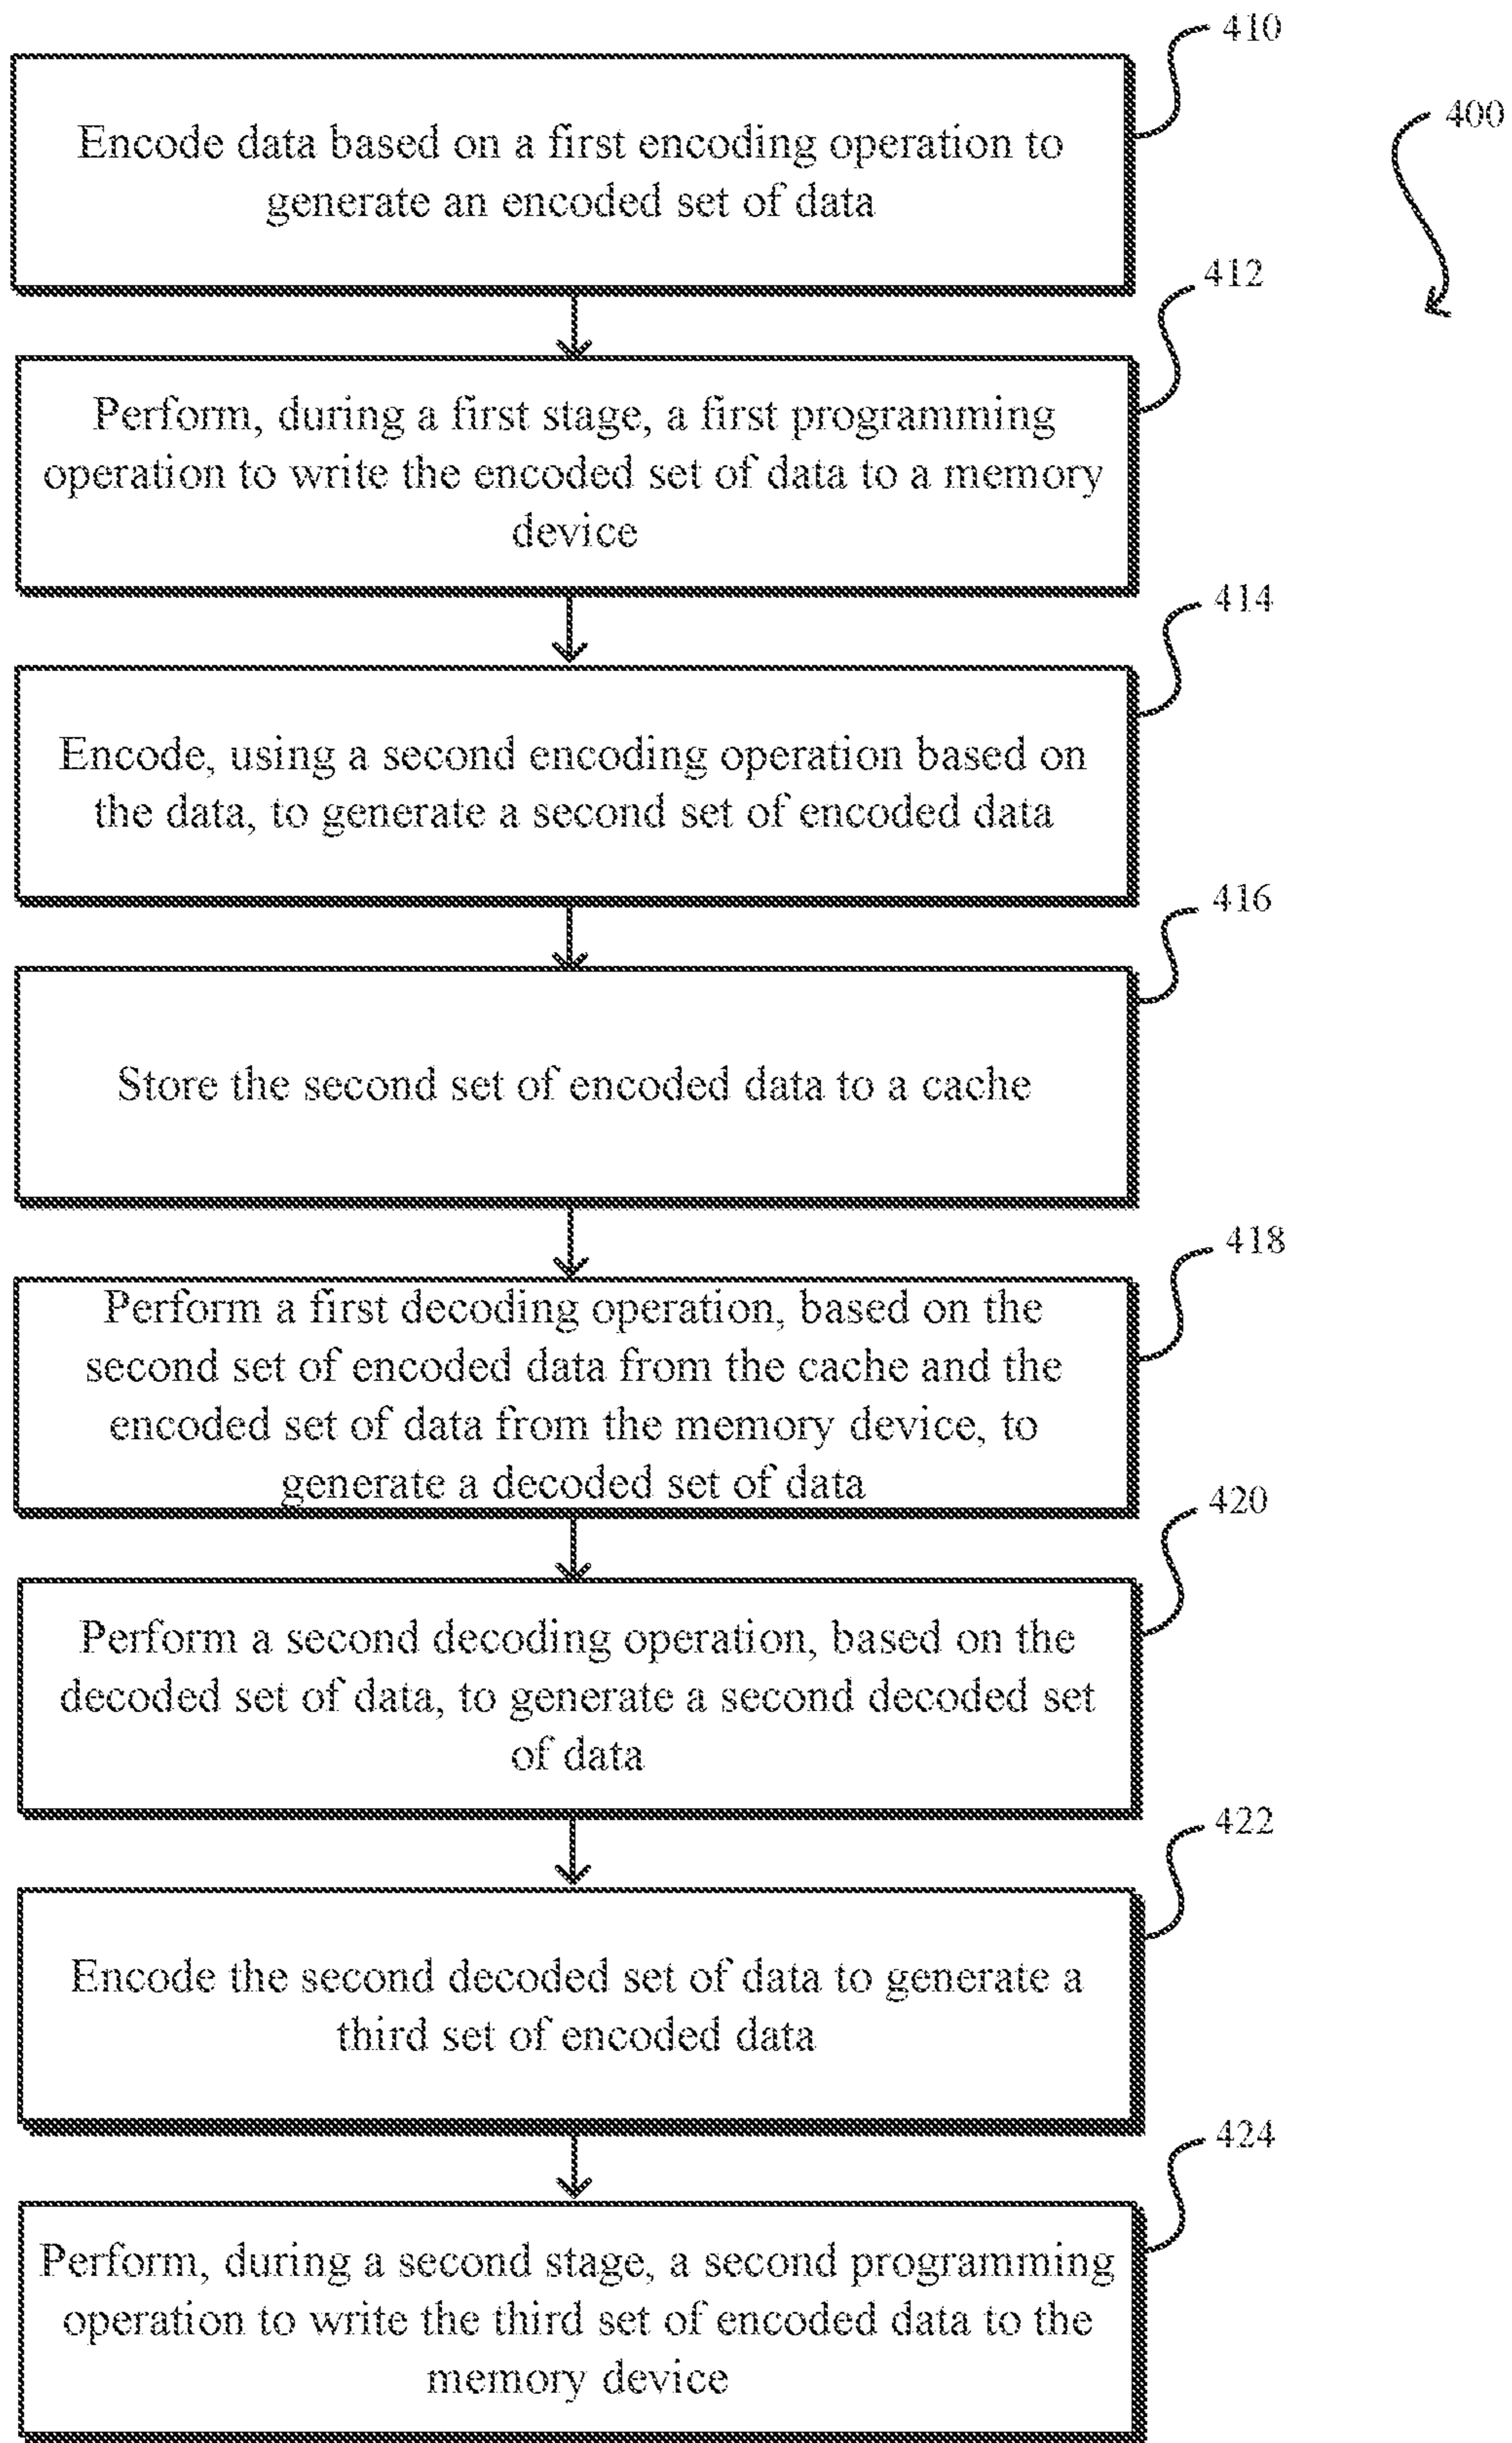 410
400
Encode data based on a first encoding operation to
generate an encoded set of data
412
Perform, during a first stage, a first programming
operation to write the encoded set of data to a memory
device
414
Encode, using a second encoding operation based on
the data, to generate a second set of encoded data
416
Store the second set of encoded data to a cache
418
Perform a first decoding operation, based on the
second set of encoded data from the cache and the
encoded set of data from the memory device, to
generate a decoded set of data
420
Perform a second decoding operation, based on the
decoded set of data, to generate a second decoded set
of data
422
Encode the second decoded set of data to generate a
third set of encoded data
424
Perform, during a second stage, a second programming
operation to write the third set of encoded data to the
memory device